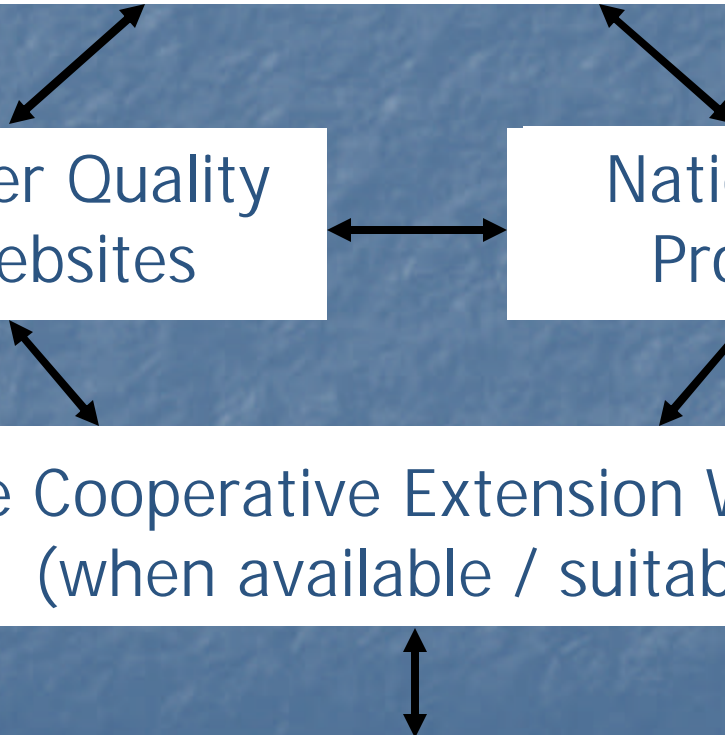 er Quality
ebsites
Nati
Pro
e Cooperative Extension
(when available / suitab